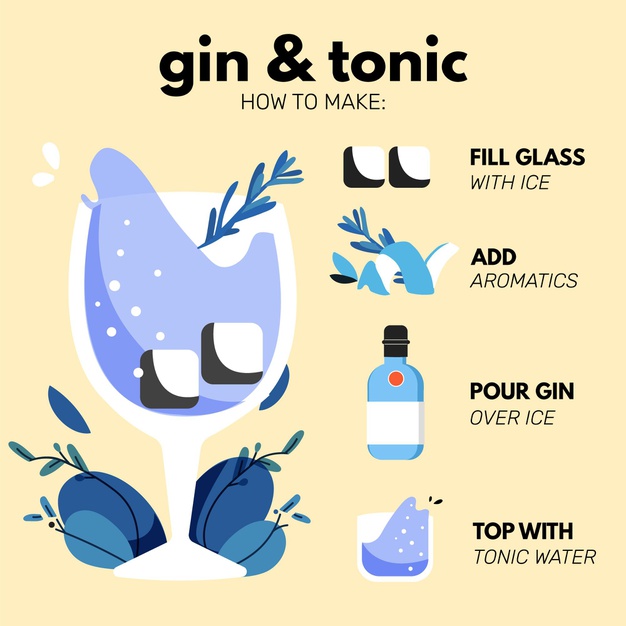 gin & tonic
HOW TO MAKE:
FILL GLASS
WITH ICE
ADD
AROMATICS
POUR GIN
OVER ICE
TOP WITH
TONIC WATER